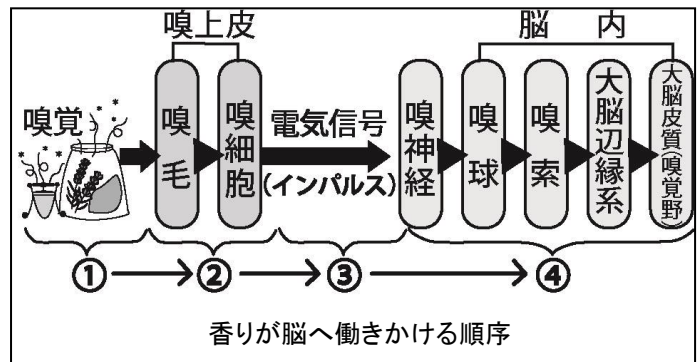 嗅上皮
脳内
嗅覚
嗅毛
嗅細胞
電気信号
(インパルス)
嗅神経
嗅球
嗅索
大脳辺縁系
大脳皮質(嗅覚野)
① → ② → ③ → ④
香りが脳へ働きかける順序